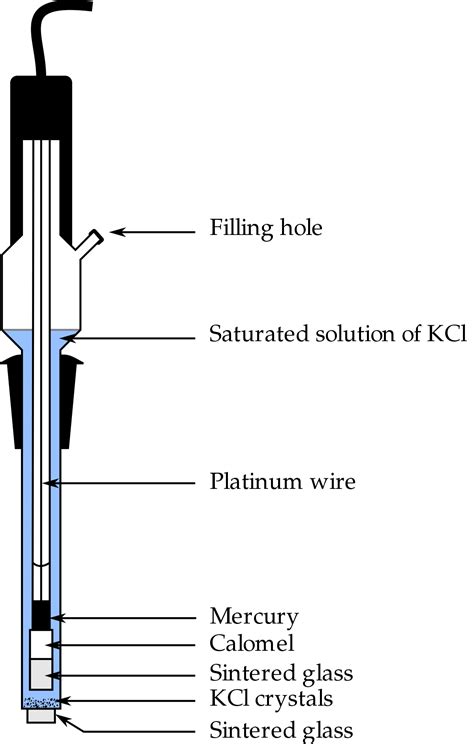 Filling hole
Saturated solution of KCl
Platinum wire
Mercury
Calomel
Sintered glass
KCl crystals
Sintered glass